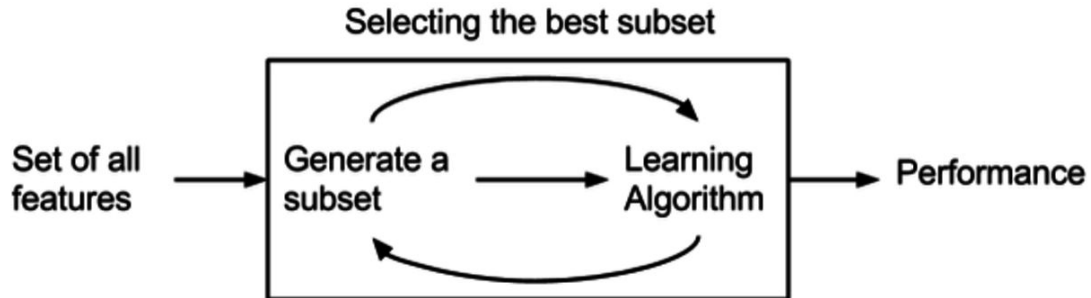 Selecting the best subset
Set of all
features
Generate a
subset
Learning
Algorithm
Performance